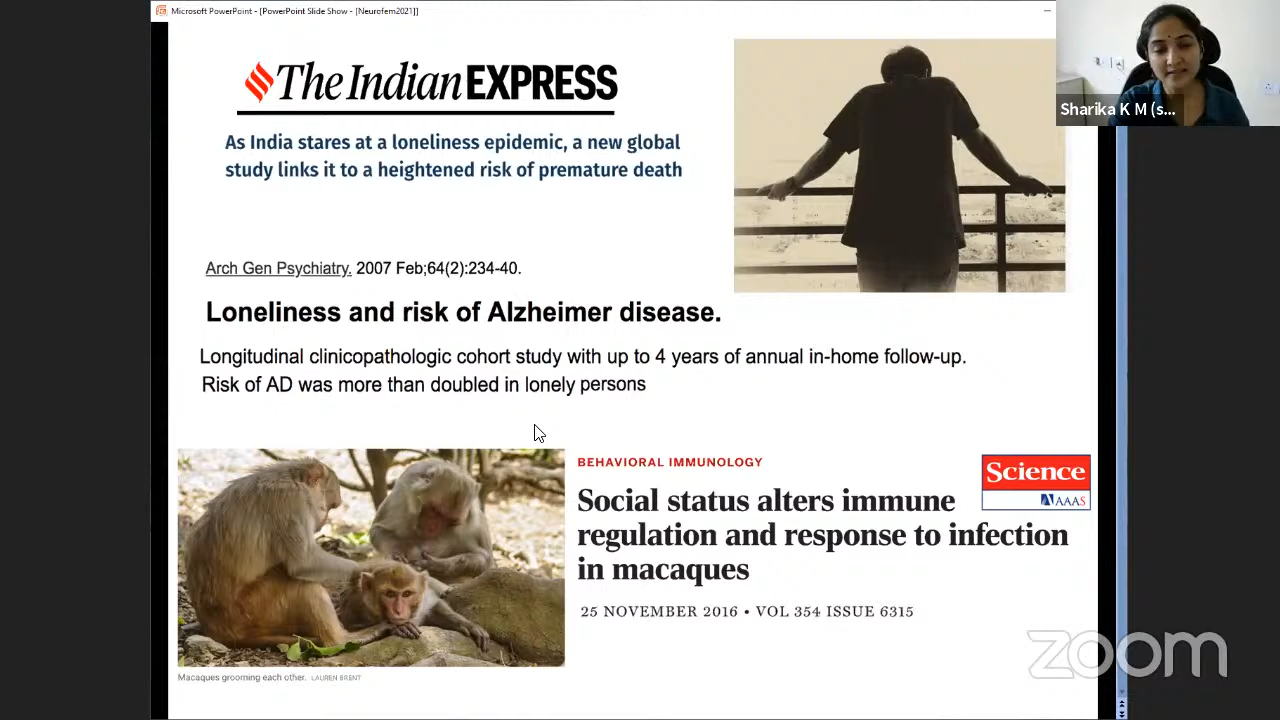 Microsoft PowerPoint - [PowerPoint Slide Show - [Neurofem2021]]
Sharika K M (s...
The Indian EXPRESS
As India stares at a loneliness epidemic, a new global
study links it to a heightened risk of premature death
Arch Gen Psychiatry. 2007 Feb;64(2):234-40.
Loneliness and risk of Alzheimer disease.
Longitudinal clinicopathologic cohort study with up to 4 years of annual in-home follow-up.
Risk of AD was more than doubled in lonely persons
BEHAVIORAL IMMUNOLOGY
Science
AAAS
Social status alters immune
regulation and response to infection
in macaques
25 NOVEMBER 2016 • VOL 354 ISSUE 6315
Macaques grooming each other. LAUREN BRENT
zoom